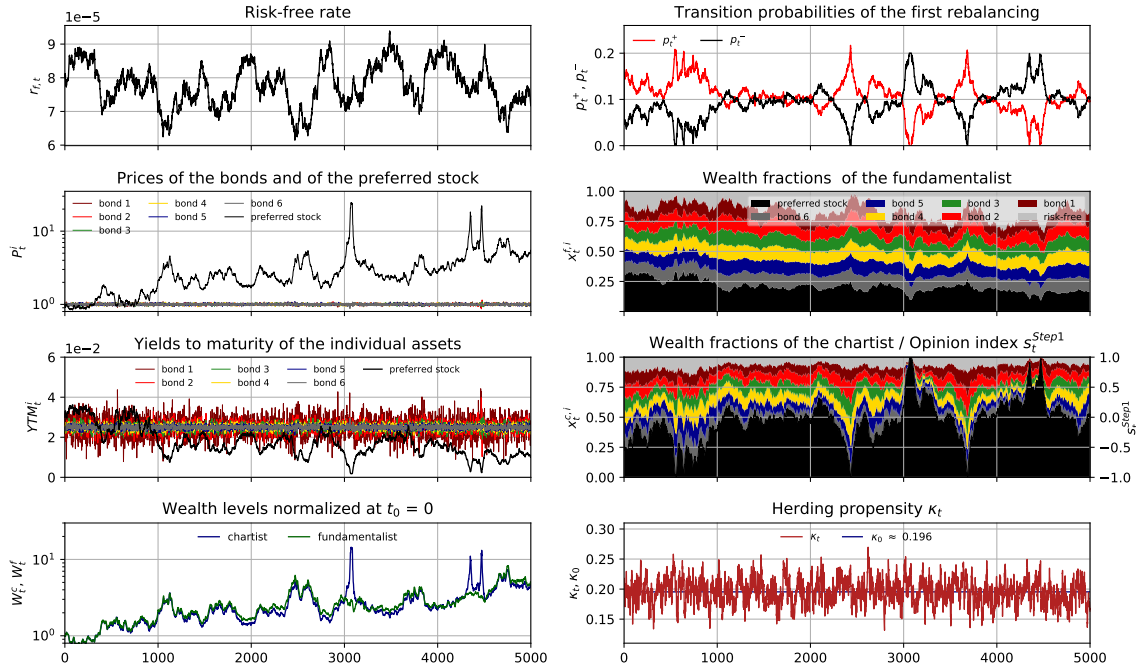 Risk-free rate
1e−5
9
8
7
6
r_{f,t}
Transition probabilities of the first rebalancing
p_t^+ p_t^-
0.2
0.1
0.0
p_t^+, p_t^-
Prices of the bonds and of the preferred stock
bond 1 bond 4 bond 6
bond 2 bond 5 preferred stock
bond 3
10^1
10^0
P_t^i
Wealth fractions of the fundamentalist
preferred stock bond 5 bond 3 bond 1
bond 6 bond 4 bond 2 risk-free
1.00
0.75
0.50
0.25
x_t^{f,i}
Yields to maturity of the individual assets
1e−2
bond 1 bond 3 bond 5 preferred stock
bond 2 bond 4 bond 6
6
4
2
0
YTM_t^i
Wealth fractions of the chartist / Opinion index s_t^{Step1}
1.00
0.75
0.50
0.25
0.00
x_t^{c,i}
1.0
0.5
0.0
−0.5
−1.0
s_t^{Step1}
Wealth levels normalized at t_0 = 0
chartist fundamentalist
10^1
10^0
W_t^c, W_t^f
0 1000 2000 3000 4000 5000
Herding propensity κ_t
κ_t κ_0 ≈ 0.196
0.30
0.25
0.20
0.15
κ_t, κ_0
0 1000 2000 3000 4000 5000